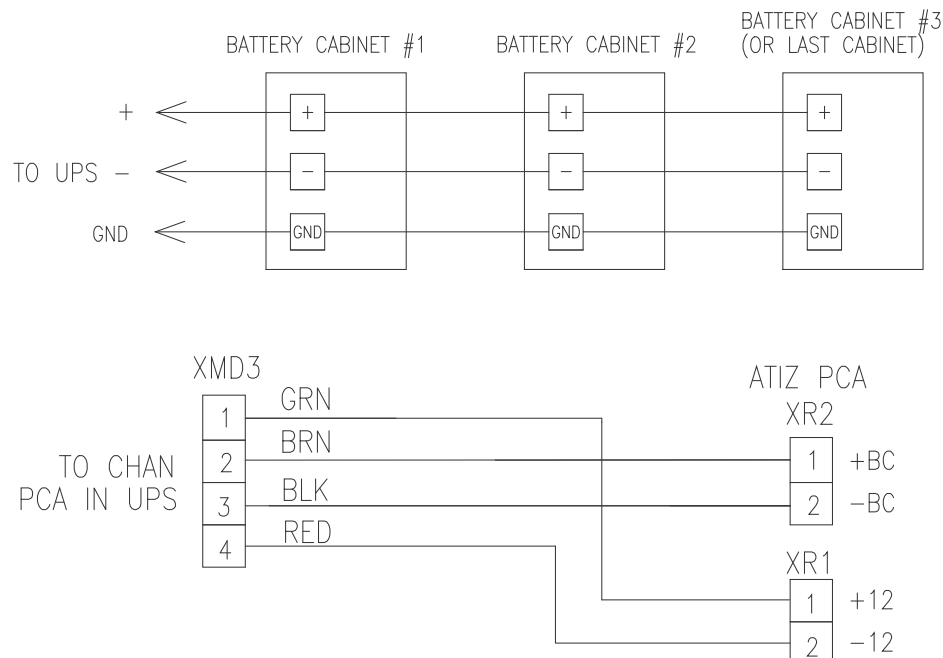 BATTERY CABINET #1
BATTERY CABINET #2
BATTERY CABINET #3
(OR LAST CABINET)
+
+
+
+
TO UPS -
-
-
-
GND
GND
GND
GND
XMD3
ATIZ PCA
XR2
1
GRN
2
BRN
1
+BC
TO CHAN
PCA IN UPS
3
BLK
2
-BC
4
RED
XR1
1
+12
2
-12